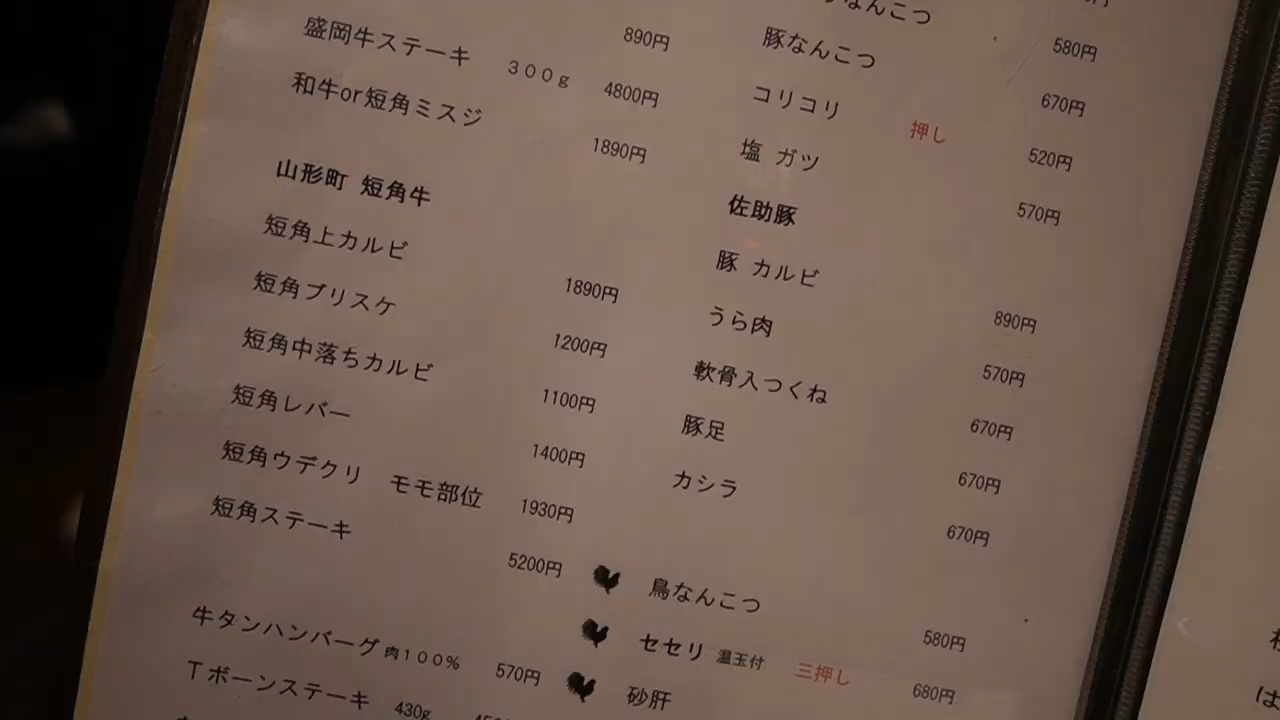 890円
盛岡牛ステーキ 300g 4800円
和牛or短角ミスジ 1890円
山形町 短角牛
短角上カルビ 1890円
短角ブリスケ 1200円
短角中落ちカルビ 1100円
短角レバー 1400円
短角ウデクリ モモ部位 1930円
短角ステーキ 5200円
牛タンハンバーグ 肉100% 570円
Tボーンステーキ 430g
なんこつ 580円
豚なんこつ 670円
コリコリ 押し 520円
塩 ガツ 570円
佐助豚
豚 カルビ 890円
うら肉 570円
軟骨入つくね 670円
豚足 670円
カシラ 670円
鳥なんこつ 580円
セセリ 温玉付 三押し 680円
砂肝
は